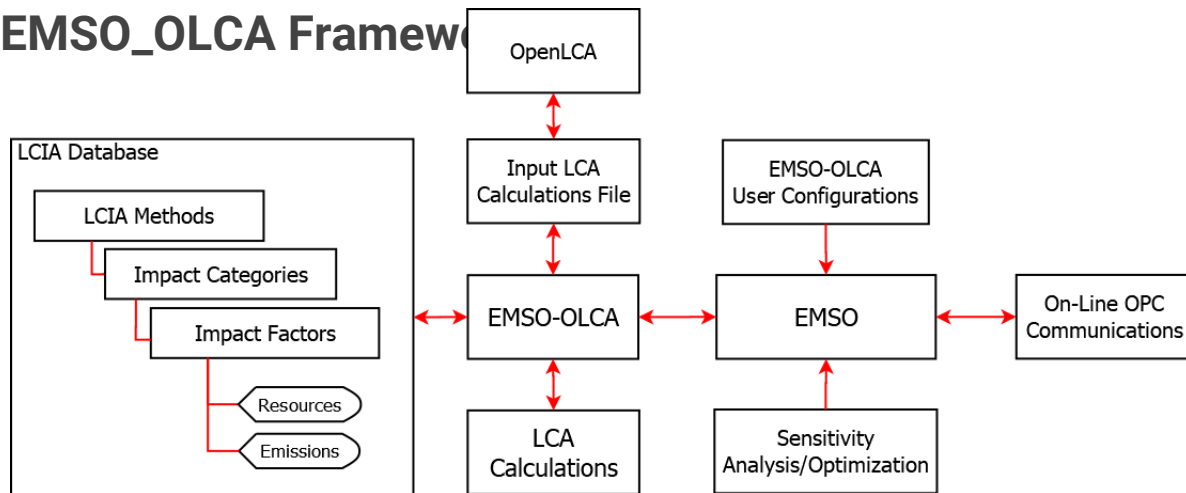 EMSO_OLCA Framew
OpenLCA
LCIA Database
LCIA Methods
Impact Categories
Impact Factors
Resources
Emissions
Input LCA
Calculations File
EMSO-OLCA
LCA
Calculations
EMSO-OLCA
User Configurations
EMSO
Sensitivity
Analysis/Optimization
On-Line OPC
Communications